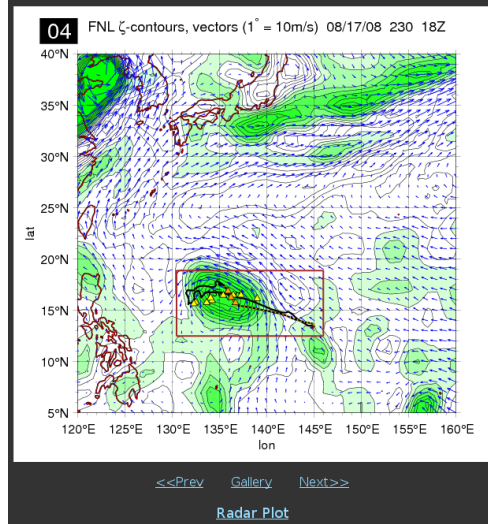 04 FNL ζ-contours, vectors (1° = 10m/s) 08/17/08 230 18Z
40°N
35°N
30°N
25°N
20°N
15°N
10°N
5°N
lat
120°E 125°E 130°E 135°E 140°E 145°E 150°E 155°E 160°E
lon
<<Prev Gallery Next>>
Radar Plot